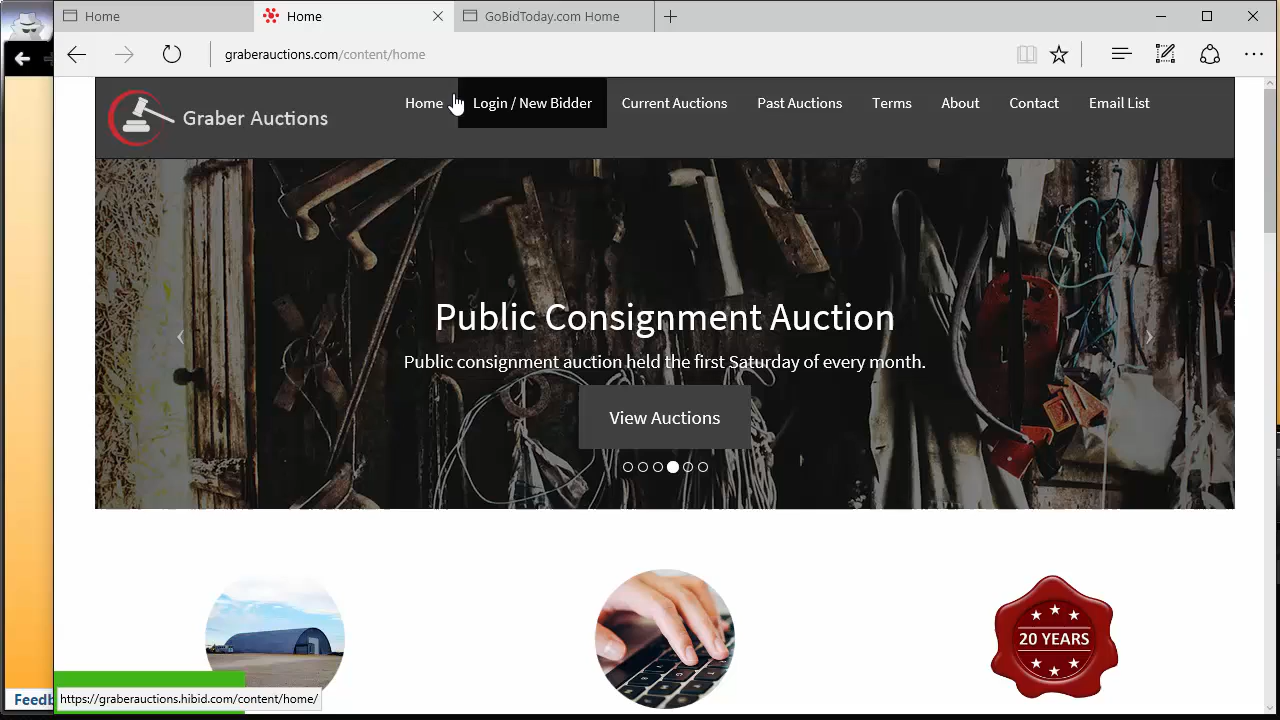 Home
Home
GoBidToday.com Home
graberauctions.com/content/home
Graber Auctions
Home
Login / New Bidder
Current Auctions
Past Auctions
Terms
About
Contact
Email List
Public Consignment Auction
Public consignment auction held the first Saturday of every month.
View Auctions
20 YEARS
Feedb
https://graberauctions.hibid.com/content/home/